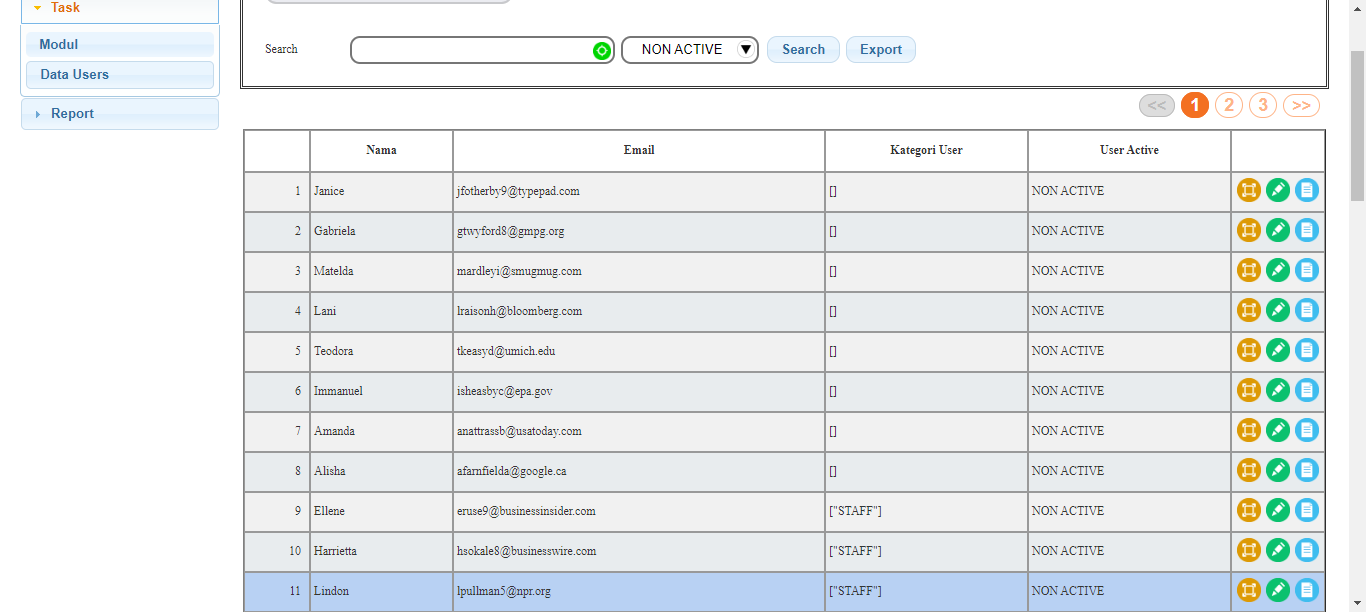 Task
Modul
Data Users
Report
Search NON ACTIVE Search Export
<< 1 2 3 >>
Nama Email Kategori User User Active
1 Janice jfotherby9@typepad.com [] NON ACTIVE
2 Gabriela gtwyford8@gmpg.org [] NON ACTIVE
3 Matelda mardleyi@smugmug.com [] NON ACTIVE
4 Lani lraisonh@bloomberg.com [] NON ACTIVE
5 Teodora tkeasyd@umich.edu [] NON ACTIVE
6 Immanuel isheasbyc@epa.gov [] NON ACTIVE
7 Amanda anattrassb@usatoday.com [] NON ACTIVE
8 Alisha afarnfielda@google.ca [] NON ACTIVE
9 Ellene eruse9@businessinsider.com ["STAFF"] NON ACTIVE
10 Harrietta hsokale8@businesswire.com ["STAFF"] NON ACTIVE
11 Lindon lpullman5@npr.org ["STAFF"] NON ACTIVE